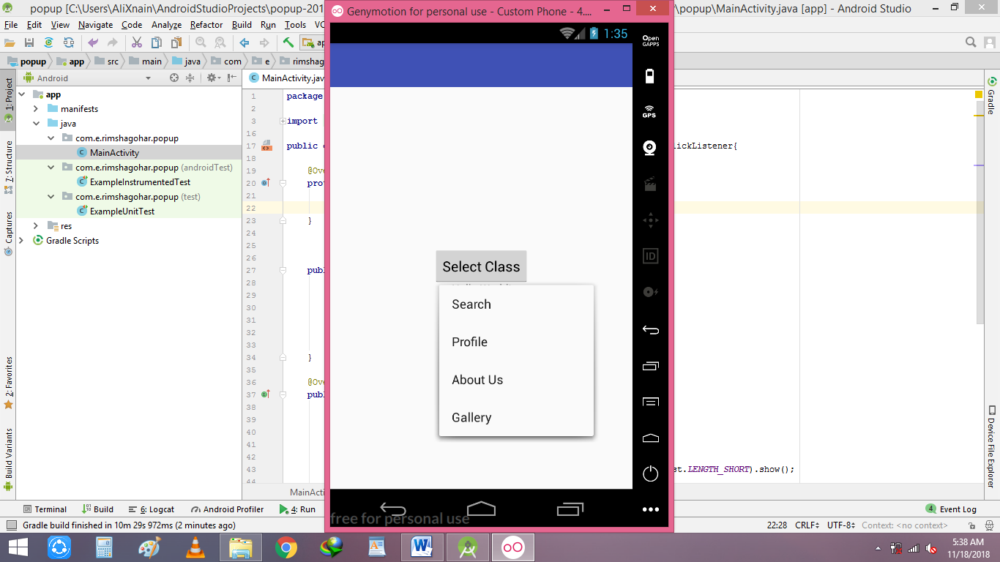 popup [C:\Users\AliXnain\AndroidStudioProjects\popup-201
Genymotion for personal use - Custom Phone - 4....
\popup\MainActivity.java [app] - Android Studio
File Edit View Navigate Code Analyze Refactor Build Run Tools VC
ap
popup app src main java com e rimshagohar
Android
MainActivity.jav
1: Project
7: Structure
Captures
2: Favorites
Build Variants
app
manifests
java
com.e.rimshagohar.popup
MainActivity
com.e.rimshagohar.popup (androidTest)
ExampleInstrumentedTest
com.e.rimshagohar.popup (test)
ExampleUnitTest
res
Gradle Scripts
1 package
2
3 import
16
17 public c
ickListener{
18
19 @Ove
20 prot
21
22
23 }
24
25
26
27 publ
28
29
30
31
32
33
34 }
35
36 @Ove
37 publ
38
39
40
41
42
43
st.LENGTH_SHORT).show();
44
MainActi
1:35
Select Class
Search
Profile
About Us
Gallery
free for personal use
Open GAPPS
GPS
ID
Gradle
Device File Explorer
Terminal Build 6: Logcat Android Profiler 4: Run
4 Event Log
Gradle build finished in 10m 29s 972ms (2 minutes ago)
22:28 CRLF UTF-8 Context: <no context>
5:38 AM
11/18/2018